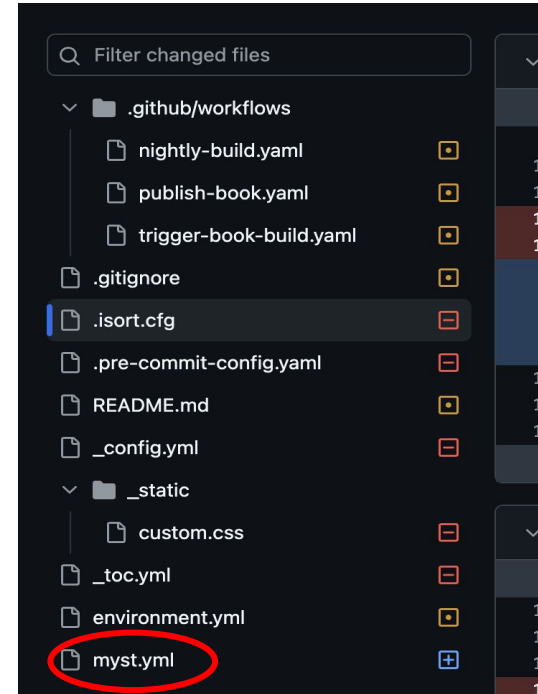 Filter changed files
.github/workflows
nightly-build.yaml
publish-book.yaml
trigger-book-build.yaml
.gitignore
.isort.cfg
.pre-commit-config.yaml
README.md
_config.yml
_static
custom.css
_toc.yml
environment.yml
myst.yml